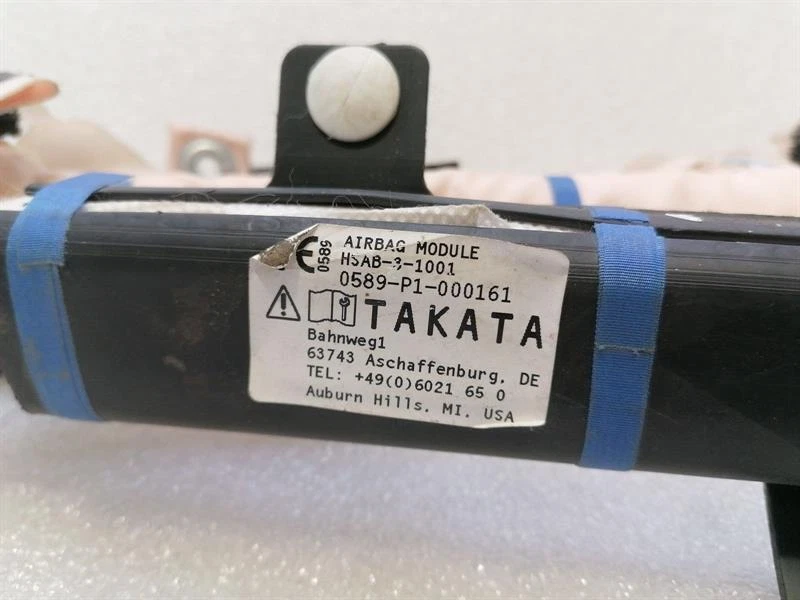 CE 0589
AIRBAG MODULE
HSAB-3-1001
0589-P1-000161
TAKATA
Bahnweg1
63743 Aschaffenburg, DE
TEL: +49(0)6021 65 0
Auburn Hills. MI. USA